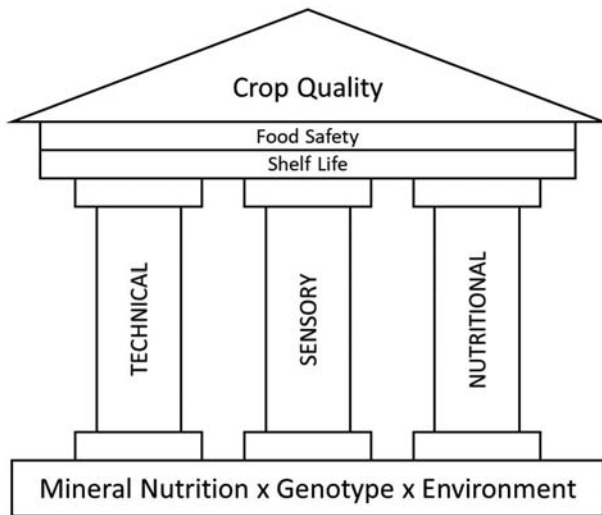 Crop Quality
Food Safety
Shelf Life
TECHNICAL
SENSORY
NUTRITIONAL
Mineral Nutrition x Genotype x Environment